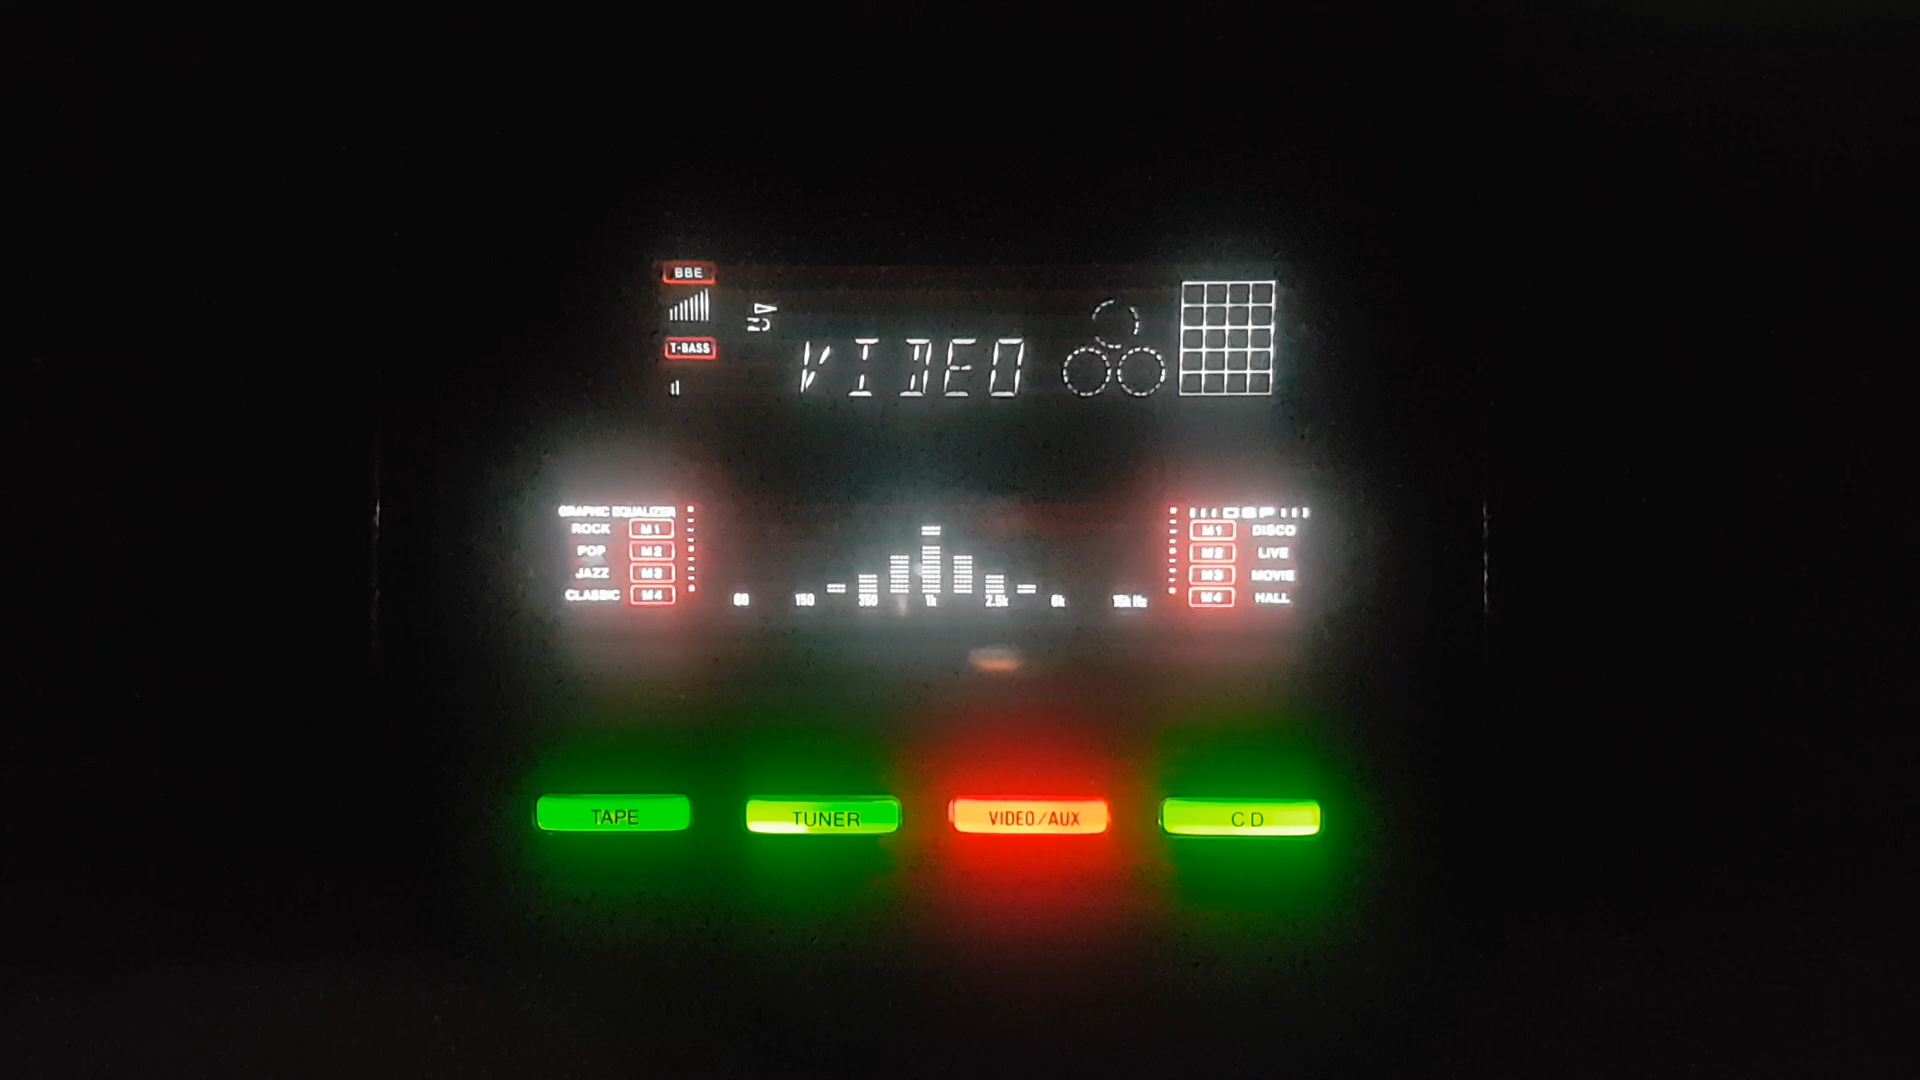 BBE
T-BASS
VIDEO
GRAPHIC EQUALIZER
ROCK M1
POP M2
JAZZ M3
CLASSIC M4
60 150 350 1k 2.5k 6k 15k Hz
DSP
M1 DISCO
M2 LIVE
M3 MOVIE
M4 HALL
TAPE
TUNER
VIDEO/AUX
CD